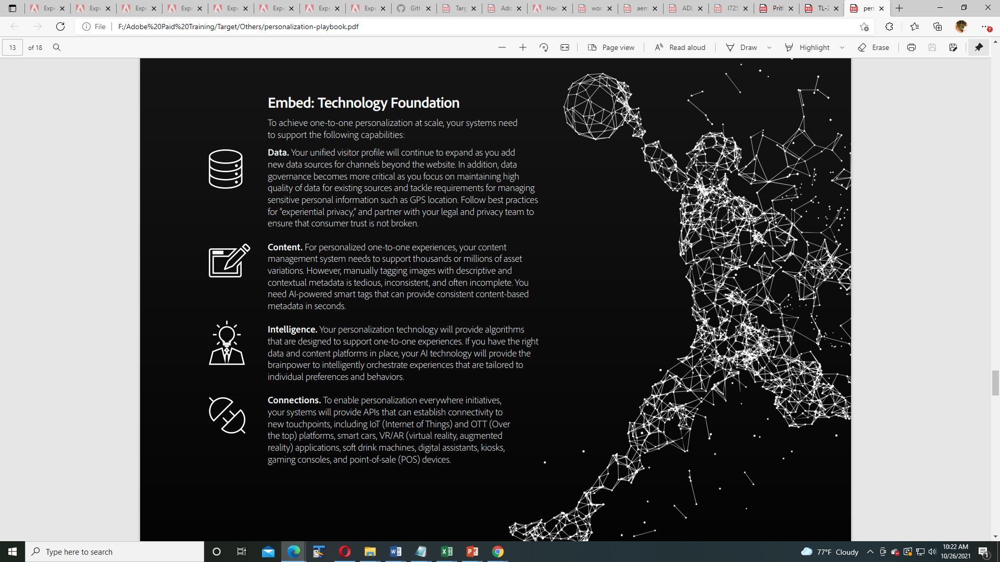 Expe Expe Expe Expe Expe Expe Expe Expe Gith Targ Ado How wor aem ADL I725 Prith TL-2 pers
File F:/Adobe%20Paid%20Training/Target/Others/personalization-playbook.pdf
13 of 18 Page view Read aloud Draw Highlight Erase
Embed: Technology Foundation
To achieve one-to-one personalization at scale, your systems need
to support the following capabilities:
Data. Your unified visitor profile will continue to expand as you add
new data sources for channels beyond the website. In addition, data
governance becomes more critical as you focus on maintaining high
quality of data for existing sources and tackle requirements for managing
sensitive personal information such as GPS location. Follow best practices
for “experiential privacy,“ and partner with your legal and privacy team to
ensure that consumer trust is not broken.
Content. For personalized one-to-one experiences, your content
management system needs to support thousands or millions of asset
variations. However, manually tagging images with descriptive and
contextual metadata is tedious, inconsistent, and often incomplete. You
need AI-powered smart tags that can provide consistent content-based
metadata in seconds.
Intelligence. Your personalization technology will provide algorithms
that are designed to support one-to-one experiences. If you have the right
data and content platforms in place, your AI technology will provide the
brainpower to intelligently orchestrate experiences that are tailored to
individual preferences and behaviors.
Connections. To enable personalization everywhere initiatives,
your systems will provide APIs that can establish connectivity to
new touchpoints, including IoT (Internet of Things) and OTT (Over
the top) platforms, smart cars, VR/AR (virtual reality, augmented
reality) applications, soft drink machines, digital assistants, kiosks,
gaming consoles, and point-of-sale (POS) devices.
Type here to search
77°F Cloudy
10:22 AM
10/26/2021
1